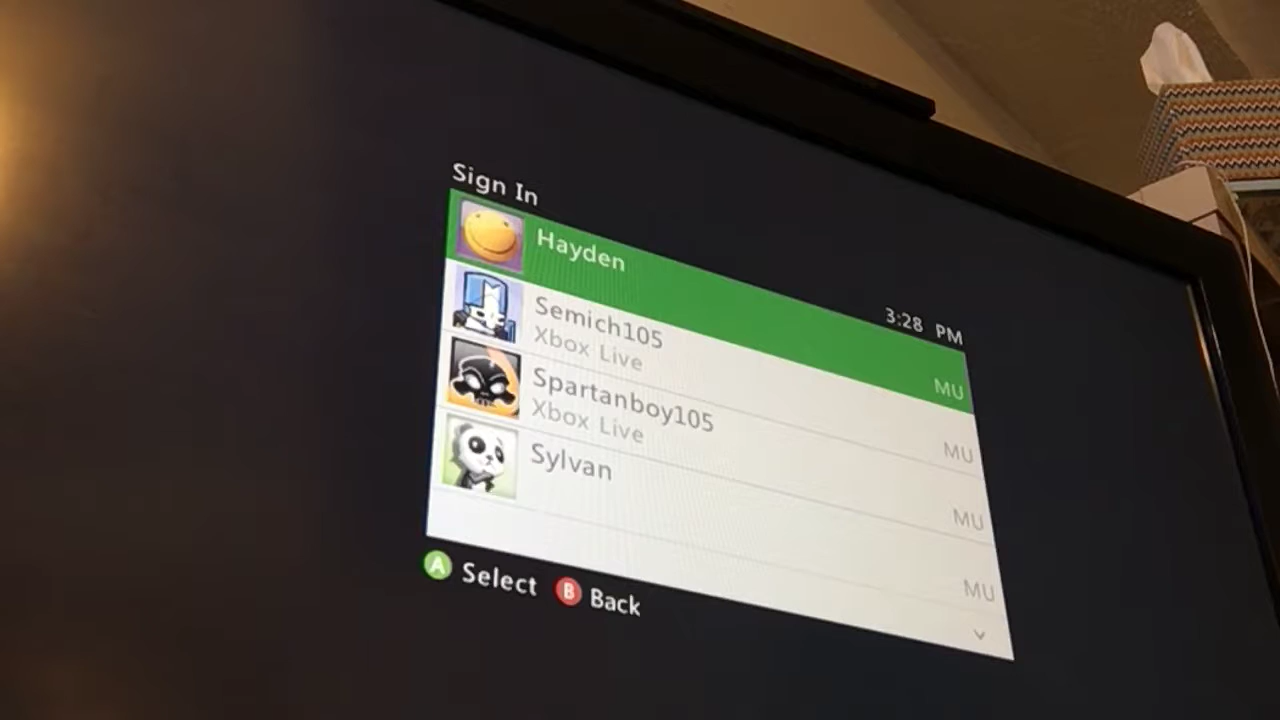 Sign In
3:28 PM
Hayden
MU
Semich105
Xbox Live
MU
Spartanboy105
Xbox Live
MU
Sylvan
MU
A Select B Back